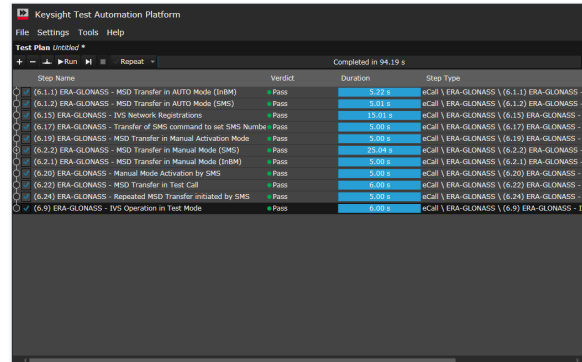 Keysight Test Automation Platform
File Settings Tools Help
Test Plan Untitled *
+ − Run Repeat Completed in 94.19 s
Step Name Verdict Duration Step Type
(6.1.1) ERA-GLONASS - MSD Transfer in AUTO Mode (InBM) Pass 5.22 s eCall \ ERA-GLONASS \ (6.1.1) ERA-GLONASS -
(6.1.2) ERA-GLONASS - MSD Transfer in AUTO Mode (SMS) Pass 5.01 s eCall \ ERA-GLONASS \ (6.1.2) ERA-GLONASS -
(6.15) ERA-GLONASS - IVS Network Registrations Pass 15.01 s eCall \ ERA-GLONASS \ (6.15) ERA-GLONASS -
(6.17) ERA-GLONASS - Transfer of SMS command to set SMS Numbe Pass 5.00 s eCall \ ERA-GLONASS \ (6.17) ERA-GLONASS -
(6.19) ERA-GLONASS - MSD Transfer in Manual Activation Mode Pass 5.00 s eCall \ ERA-GLONASS \ (6.19) ERA-GLONASS -
(6.2.2) ERA-GLONASS - MSD Transfer in Manual Mode (SMS) Pass 25.04 s eCall \ ERA-GLONASS \ (6.2.2) ERA-GLONASS -
(6.2.1) ERA-GLONASS - MSD Transfer in Manual Mode (InBM) Pass 5.00 s eCall \ ERA-GLONASS \ (6.2.1) ERA-GLONASS -
(6.20) ERA-GLONASS - Manual Mode Activation by SMS Pass 5.00 s eCall \ ERA-GLONASS \ (6.20) ERA-GLONASS -
(6.22) ERA-GLONASS - MSD Transfer in Test Call Pass 6.00 s eCall \ ERA-GLONASS \ (6.22) ERA-GLONASS -
(6.24) ERA-GLONASS - Repeated MSD Transfer initiated by SMS Pass 5.00 s eCall \ ERA-GLONASS \ (6.24) ERA-GLONASS -
(6.9) ERA-GLONASS - IVS Operation in Test Mode Pass 6.00 s eCall \ ERA-GLONASS \ (6.9) ERA-GLONASS - I